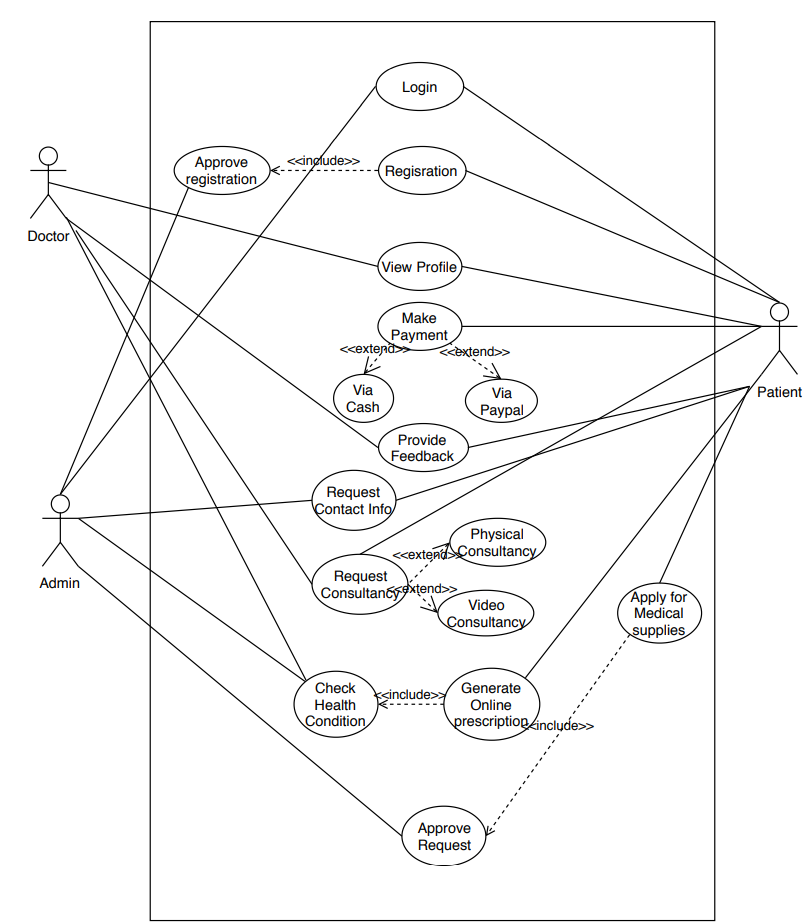 Login
Approve
registration
<<include>>
Regisration
Doctor
View Profile
Make
Payment
<<extend>>
<<extend>>
Via
Cash
Via
Paypal
Patient
Provide
Feedback
Request
Contact Info
Physical
Consultancy
<<extend>>
Request
Consultancy
<<extend>>
Video
Consultancy
Admin
Apply for
Medical
supplies
Check
Health
Condition
<<include>>
Generate
Online
prescription
<<include>>
Approve
Request